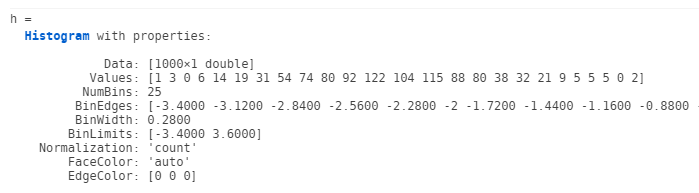 h =
Histogram with properties:
Data: [1000×1 double]
Values: [1 3 0 6 14 19 31 54 74 80 92 122 104 115 88 80 38 32 21 9 5 5 5 0 2]
NumBins: 25
BinEdges: [-3.4000 -3.1200 -2.8400 -2.5600 -2.2800 -2 -1.7200 -1.4400 -1.1600 -0.8800
BinWidth: 0.2800
BinLimits: [-3.4000 3.6000]
Normalization: 'count'
FaceColor: 'auto'
EdgeColor: [0 0 0]